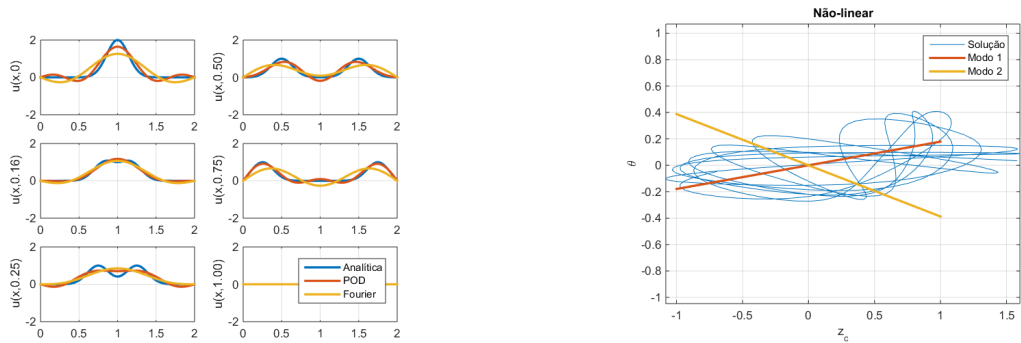 2
0
-2
u(x,0)
0 0.5 1 1.5 2
2
0
-2
u(x,0.50)
0 0.5 1 1.5 2
2
0
-2
u(x,0.16)
0 0.5 1 1.5 2
2
0
-2
u(x,0.75)
0 0.5 1 1.5 2
2
0
-2
u(x,0.25)
0 0.5 1 1.5 2
2
0
-2
u(x,1.00)
0 0.5 1 1.5 2
Analítica
POD
Fourier
Não-linear
1
0.8
0.6
0.4
0.2
0
-0.2
-0.4
-0.6
-0.8
-1
θ
-1 -0.5 0 0.5 1 1.5
z_c
Solução
Modo 1
Modo 2